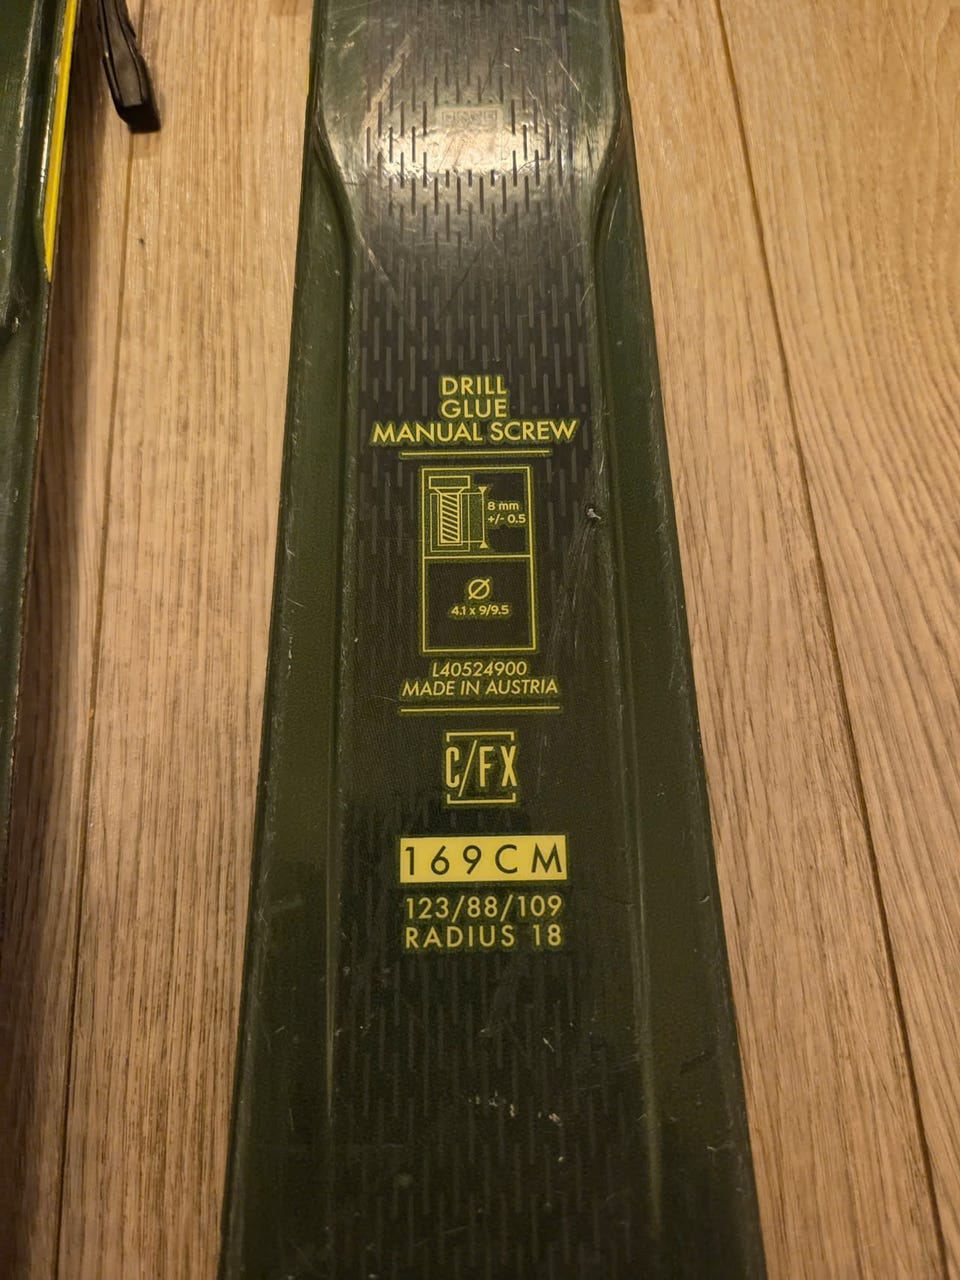 DRILL
GLUE
MANUAL SCREW
8 mm
+/- 0.5
Ø
4.1 x 9/9.5
L40524900
MADE IN AUSTRIA
C/FX
169CM
123/88/109
RADIUS 18